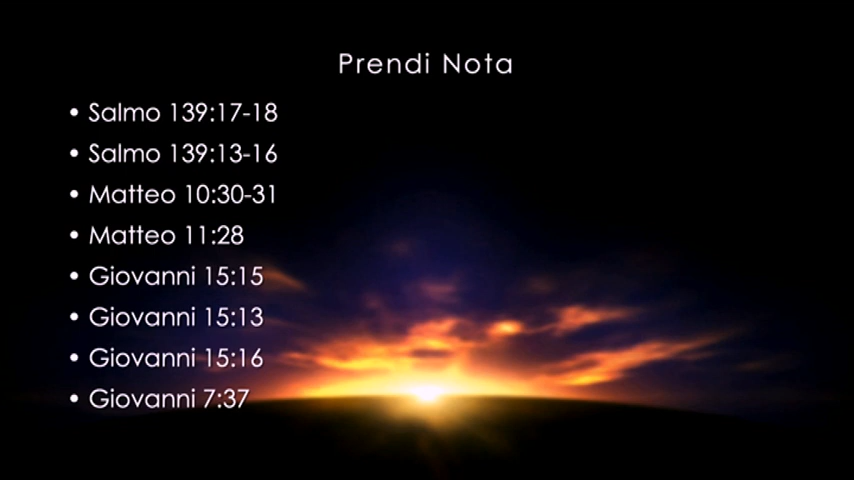 Prendi Nota
• Salmo 139:17-18
• Salmo 139:13-16
• Matteo 10:30-31
• Matteo 11:28
• Giovanni 15:15
• Giovanni 15:13
• Giovanni 15:16
• Giovanni 7:37